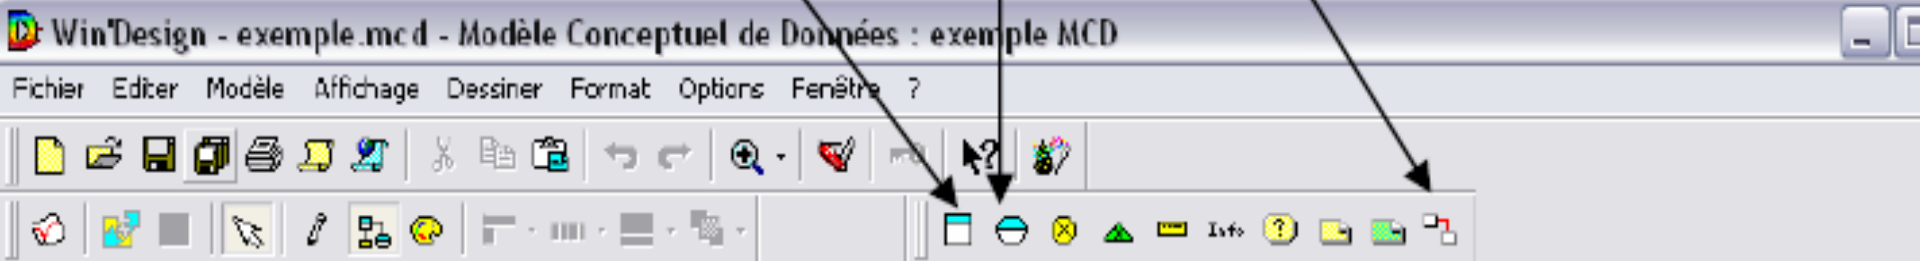 Win'Design - exemple.mcd - Modèle Conceptuel de Données : exemple MCD
Fichier Editer Modèle Affichage Dessiner Format Options Fenêtre ?
Info